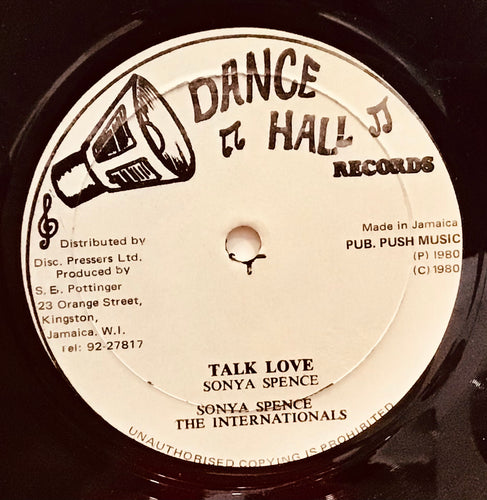 DANCE
HALL
RECORDS
Distributed by
Disc. Pressers Ltd.
Produced by
S. E. Pottinger
23 Orange Street,
Kingston,
Jamaica. W.I.
Tel: 92-27817
Made in Jamaica
PUB. PUSH MUSIC
(P) 1980
(C) 1980
TALK LOVE
SONYA SPENCE
SONYA SPENCE
THE INTERNATIONALS
UNAUTHORISED COPYING IS PROHIBITED